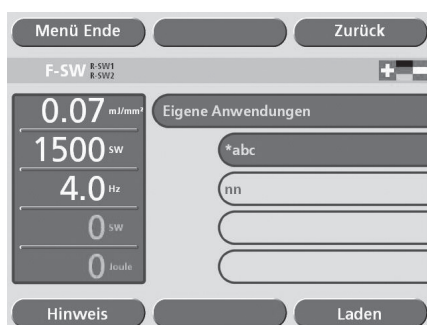 Menü Ende
Zurück
F-SW R-SW1
R-SW2
0.07 mJ/mm²
Eigene Anwendungen
1500 SW
*abc
4.0 Hz
nn
0 SW
0 Joule
Hinweis
Laden